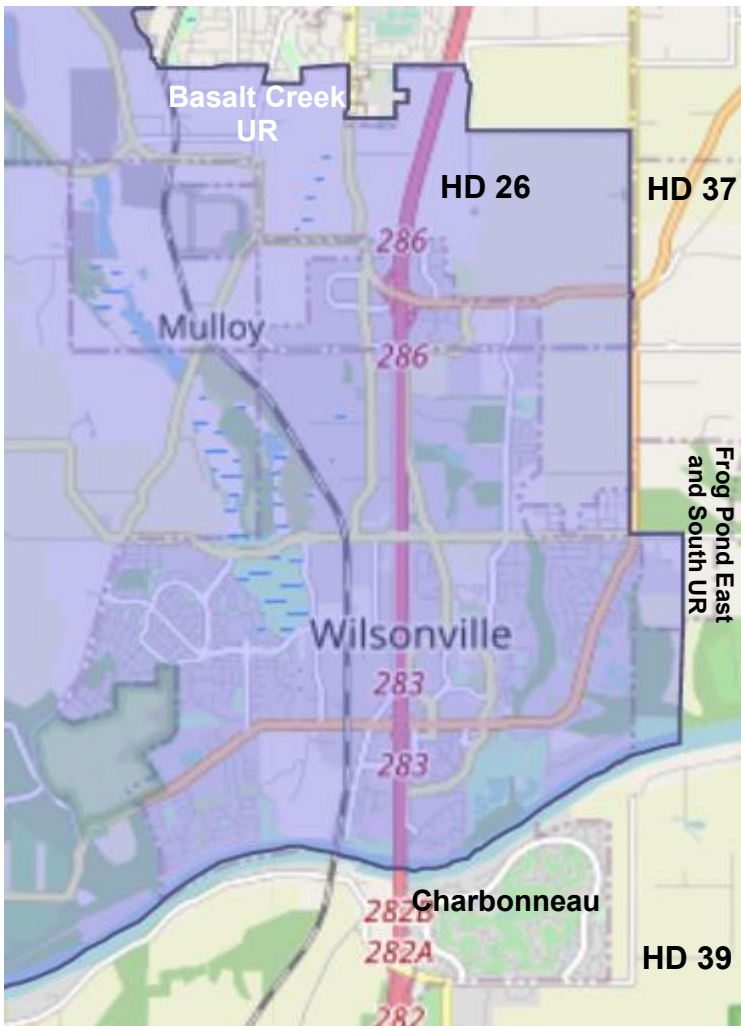 Basalt Creek
UR
HD 26
HD 37
286
Mulloy
286
Frog Pond East
and South UR
Wilsonville
283
283
282B
Charbonneau
282A
HD 39
282